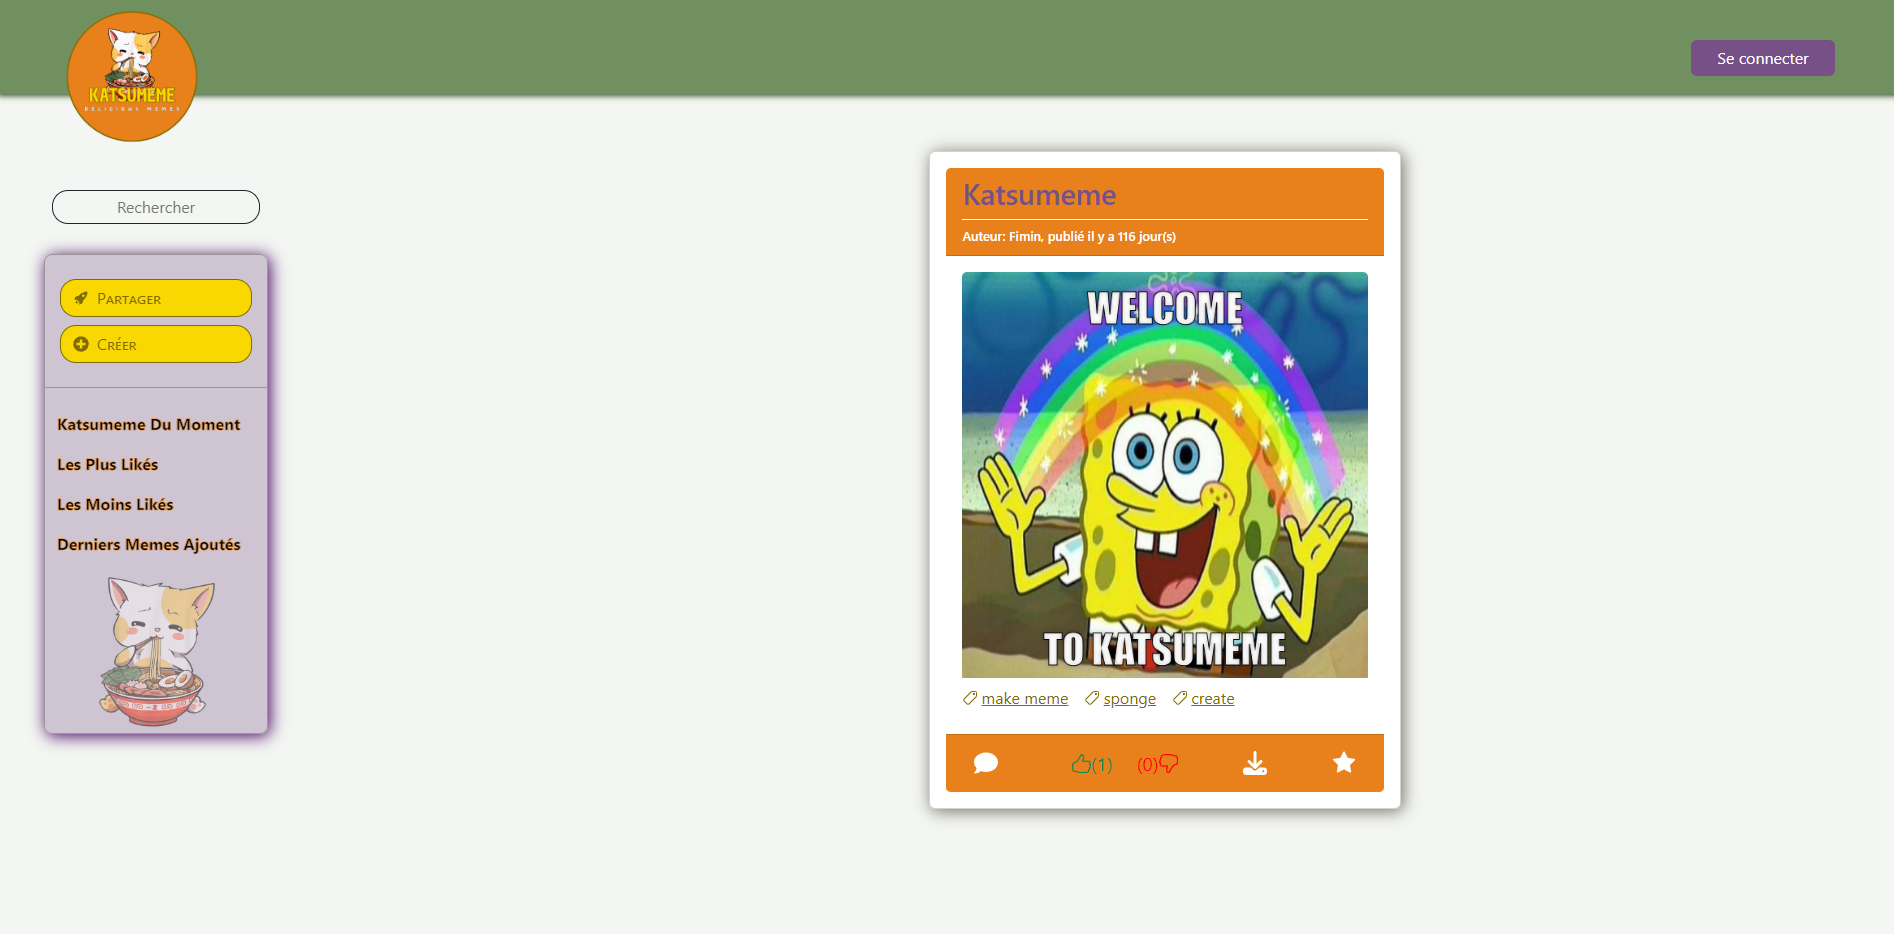 KATSUMEME
DELICIOUS MEMES
Se connecter
Rechercher
Partager
Créer
Katsumeme Du Moment
Les Plus Likés
Les Moins Likés
Derniers Memes Ajoutés
Katsumeme
Auteur: Fimin, publié il y a 116 jour(s)
WELCOME
TO KATSUMEME
make meme sponge create
(1) (0)